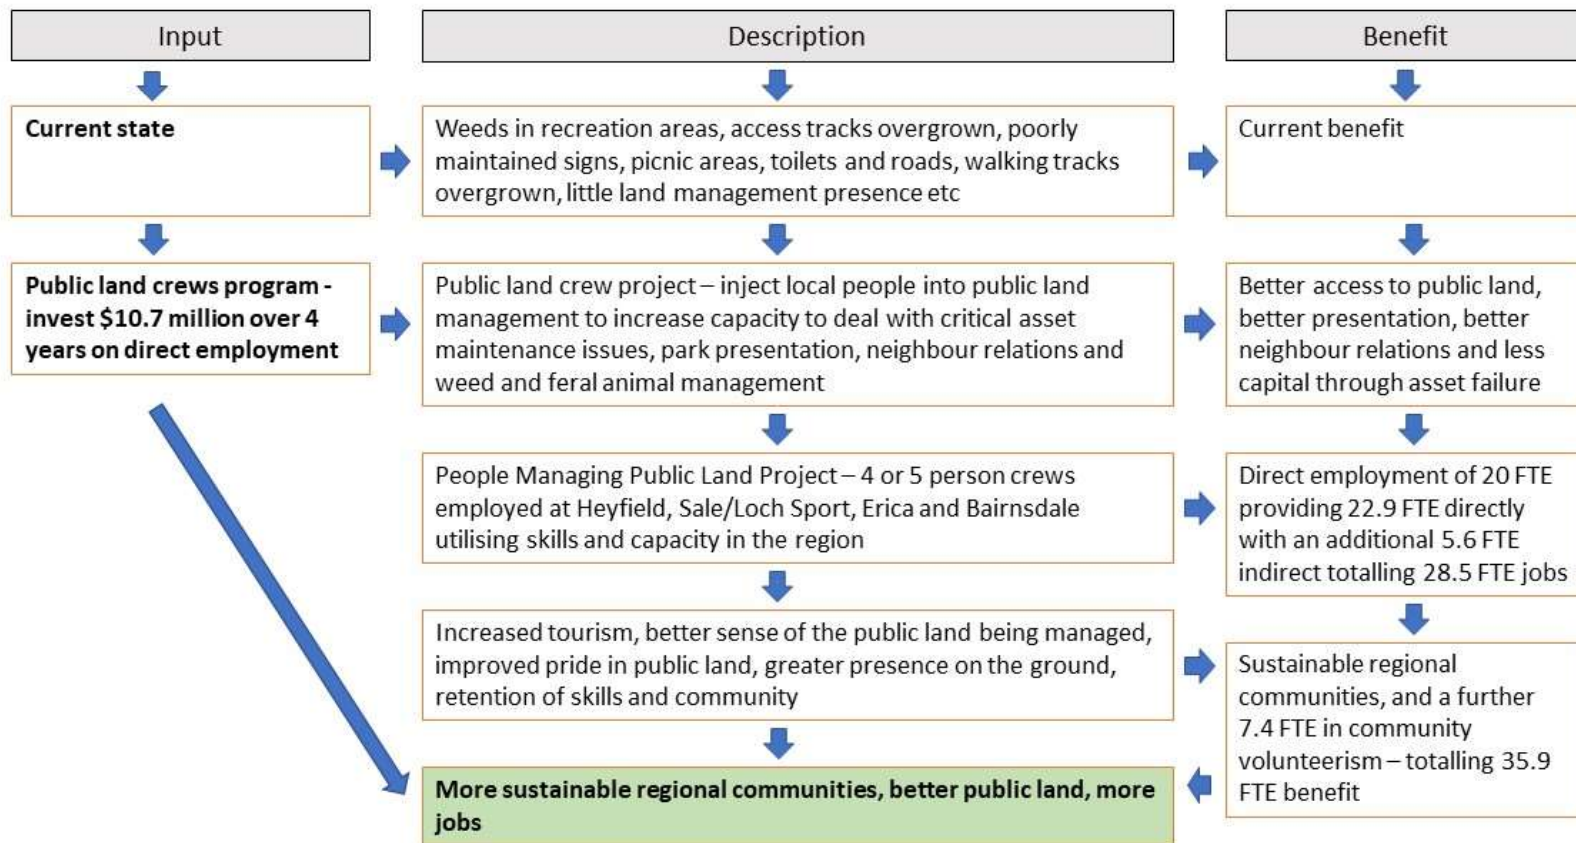 Input
Description
Benefit
Current state
Weeds in recreation areas, access tracks overgrown, poorly
maintained signs, picnic areas, toilets and roads, walking tracks
overgrown, little land management presence etc
Current benefit
Public land crews program -
invest $10.7 million over 4
years on direct employment
Public land crew project – inject local people into public land
management to increase capacity to deal with critical asset
maintenance issues, park presentation, neighbour relations and
weed and feral animal management
Better access to public land,
better presentation, better
neighbour relations and less
capital through asset failure
People Managing Public Land Project – 4 or 5 person crews
employed at Heyfield, Sale/Loch Sport, Erica and Bairnsdale
utilising skills and capacity in the region
Direct employment of 20 FTE
providing 22.9 FTE directly
with an additional 5.6 FTE
indirect totalling 28.5 FTE jobs
Increased tourism, better sense of the public land being managed,
improved pride in public land, greater presence on the ground,
retention of skills and community
Sustainable regional
communities, and a further
7.4 FTE in community
volunteerism – totalling 35.9
FTE benefit
More sustainable regional communities, better public land, more
jobs